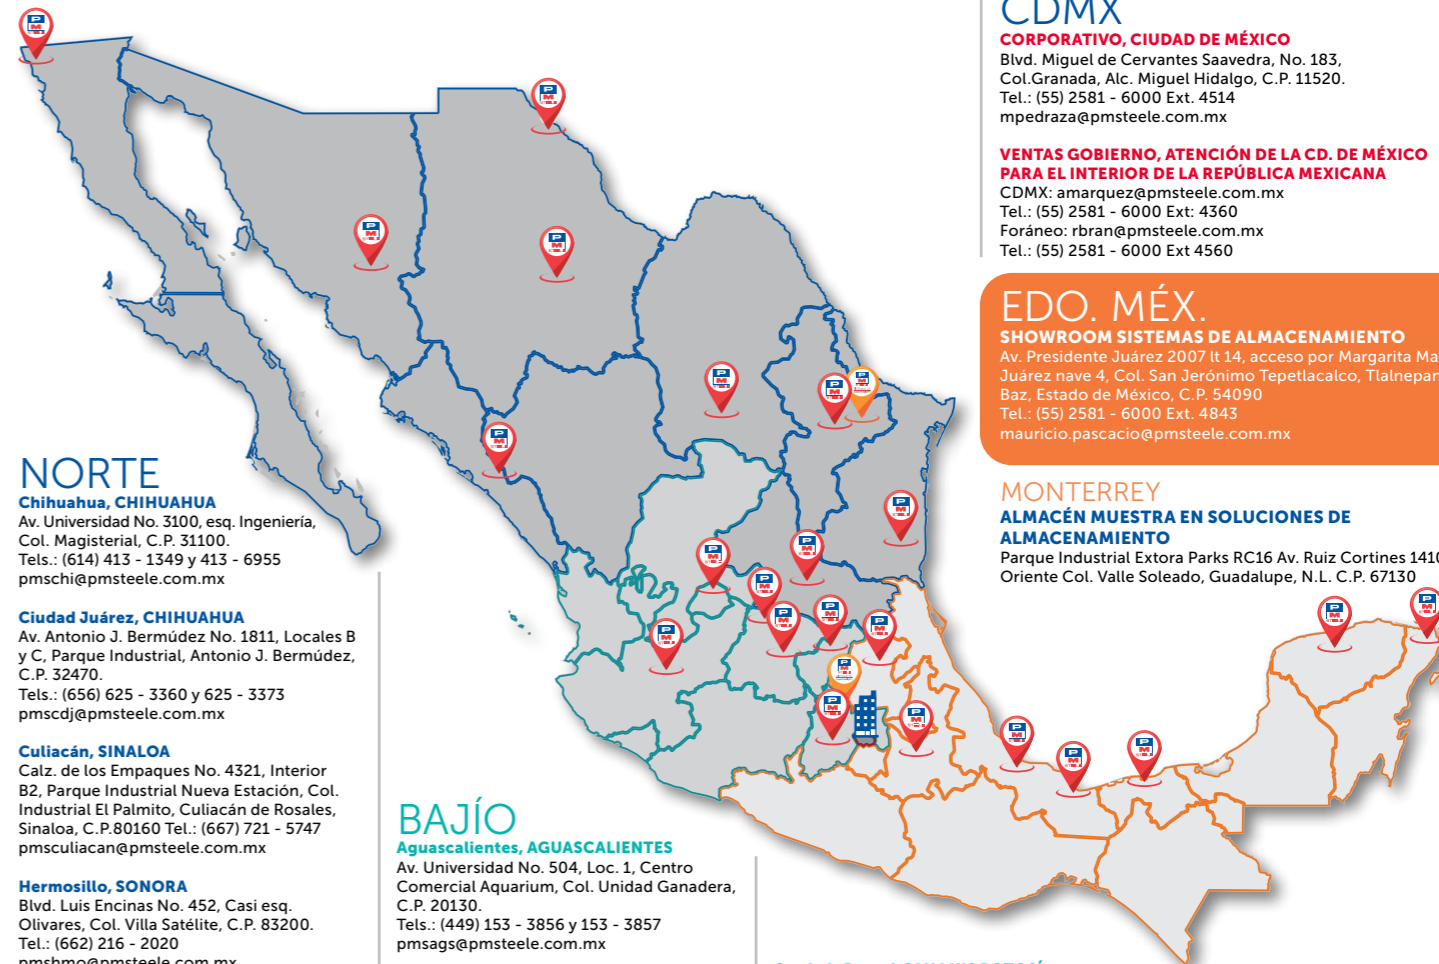 CDMX
CORPORATIVO, CIUDAD DE MÉXICO
Blvd. Miguel de Cervantes Saavedra, No. 183,
Col.Granada, Alc. Miguel Hidalgo, C.P. 11520.
Tel.: (55) 2581 - 6000 Ext. 4514
mpedraza@pmsteele.com.mx
VENTAS GOBIERNO, ATENCIÓN DE LA CD. DE MÉXICO
PARA EL INTERIOR DE LA REPÚBLICA MEXICANA
CDMX: amarquez@pmsteele.com.mx
Tel.: (55) 2581 - 6000 Ext: 4360
Foráneo: rbran@pmsteele.com.mx
Tel.: (55) 2581 - 6000 Ext 4560
EDO. MÉX.
SHOWROOM SISTEMAS DE ALMACENAMIENTO
Av. Presidente Juárez 2007 lt 14, acceso por Margarita Ma
Juárez nave 4, Col. San Jerónimo Tepetlacalco, Tlalnepan
Baz, Estado de México, C.P. 54090
Tel.: (55) 2581 - 6000 Ext. 4843
mauricio.pascacio@pmsteele.com.mx
MONTERREY
ALMACÉN MUESTRA EN SOLUCIONES DE
ALMACENAMIENTO
Parque Industrial Extora Parks RC16 Av. Ruiz Cortines 1410
Oriente Col. Valle Soleado, Guadalupe, N.L. C.P. 67130
NORTE
Chihuahua, CHIHUAHUA
Av. Universidad No. 3100, esq. Ingeniería,
Col. Magisterial, C.P. 31100.
Tels.: (614) 413 - 1349 y 413 - 6955
pmschi@pmsteele.com.mx
Ciudad Juárez, CHIHUAHUA
Av. Antonio J. Bermúdez No. 1811, Locales B
y C, Parque Industrial, Antonio J. Bermúdez,
C.P. 32470.
Tels.: (656) 625 - 3360 y 625 - 3373
pmscdj@pmsteele.com.mx
Culiacán, SINALOA
Calz. de los Empaques No. 4321, Interior
B2, Parque Industrial Nueva Estación, Col.
Industrial El Palmito, Culiacán de Rosales,
Sinaloa, C.P.80160 Tel.: (667) 721 - 5747
pmsculiacan@pmsteele.com.mx
Hermosillo, SONORA
Blvd. Luis Encinas No. 452, Casi esq.
Olivares, Col. Villa Satélite, C.P. 83200.
Tel.: (662) 216 - 2020
pmshmo@pmsteele.com.mx
BAJÍO
Aguascalientes, AGUASCALIENTES
Av. Universidad No. 504, Loc. 1, Centro
Comercial Aquarium, Col. Unidad Ganadera,
C.P. 20130.
Tels.: (449) 153 - 3856 y 153 - 3857
pmsags@pmsteele.com.mx